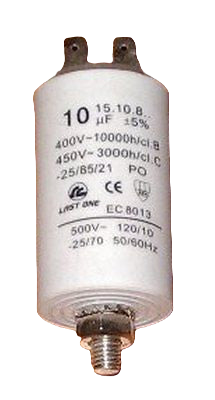 15.10.8..
10 µF ±5%
400V~10000h/cl.B
450V~3000h/cl.C
-25/85/21 PO
CE
LAST ONE EC 8013
500V~ 120/10
-25/70 50/60Hz